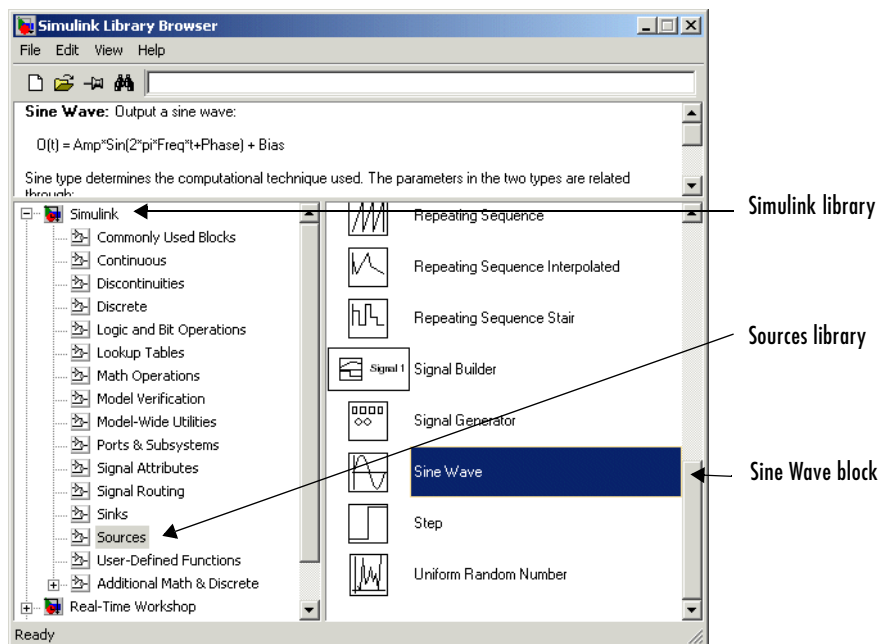 Simulink Library Browser
File Edit View Help
Sine Wave: Output a sine wave:
O(t) = Amp*Sin(2*pi*Freq*t+Phase) + Bias
Sine type determines the computational technique used. The parameters in the two types are related
through:
Simulink
Commonly Used Blocks
Continuous
Discontinuities
Discrete
Logic and Bit Operations
Lookup Tables
Math Operations
Model Verification
Model-Wide Utilities
Ports & Subsystems
Signal Attributes
Signal Routing
Sinks
Sources
User-Defined Functions
Additional Math & Discrete
Real-Time Workshop
Repeating Sequence
Repeating Sequence Interpolated
Repeating Sequence Stair
Signal 1 Signal Builder
Signal Generator
Sine Wave
Step
Uniform Random Number
Ready
Simulink library
Sources library
Sine Wave block